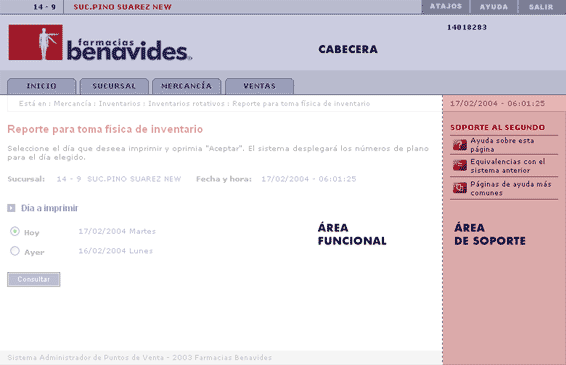 14 - 9 SUC.PINO SUAREZ NEW ATAJOS AYUDA SALIR
14018283
farmacias
benavides
CABECERA
INICIO SUCURSAL MERCANCÍA VENTAS
Está en : Mercancía : Inventarios : Inventarios rotativos : Reporte para toma física de inventario
17/02/2004 - 06:01:25
Reporte para toma física de inventario
Seleccione el día que deseea imprimir y oprimia "Aceptar". El sistema desplegará los números de plano
para el día elegido.
Sucursal: 14 - 9 SUC.PINO SUAREZ NEW Fecha y hora: 17/02/2004 - 06:01:25
Día a imprimir
Hoy 17/02/2004 Martes
Ayer 16/02/2004 Lunes
Consultar
ÁREA
FUNCIONAL
SOPORTE AL SEGUNDO
Ayuda sobre esta
página
Equivalencias con el
sistema anterior
Páginas de ayuda más
comunes
ÁREA
DE SOPORTE
Sistema Administrador de Puntos de Venta - 2003 Farmacias Benavides